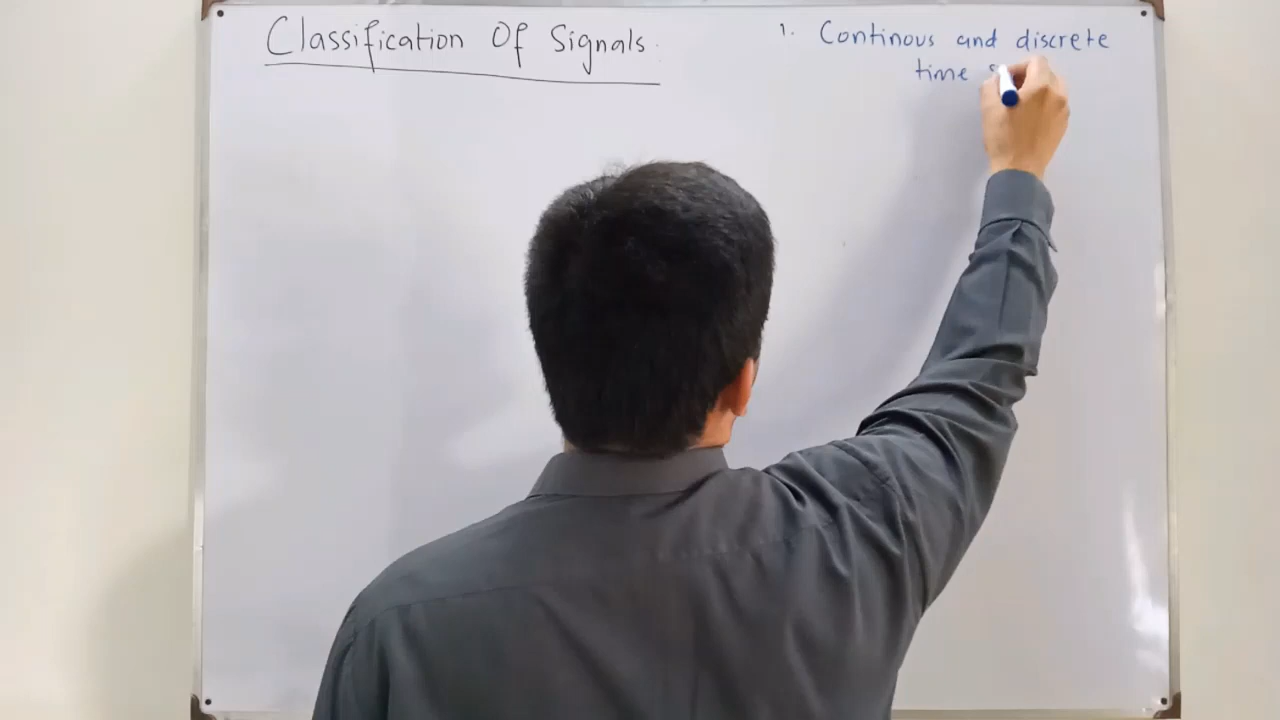 Classification Of Signals.
1. Continous and discrete
time